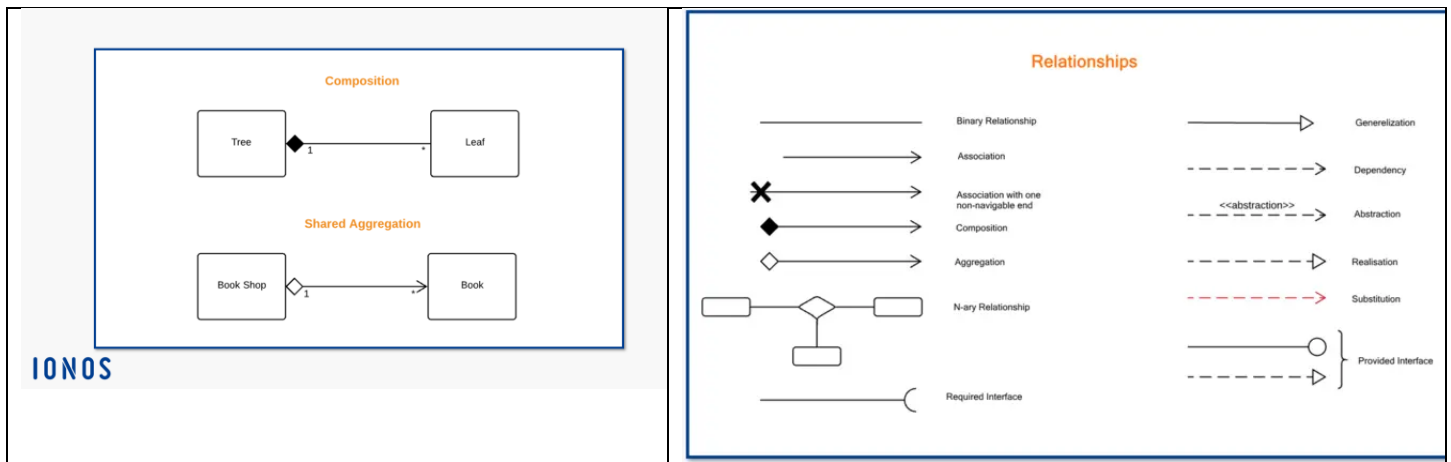 Composition
Tree
1
*
Leaf
Shared Aggregation
Book Shop
1
*
Book
IONOS
Relationships
Binary Relationship
Association
Association with one
non-navigable end
Composition
Aggregation
N-ary Relationship
Required Interface
Generelization
Dependency
<<abstraction>>
Abstraction
Realisation
Substitution
Provided Interface